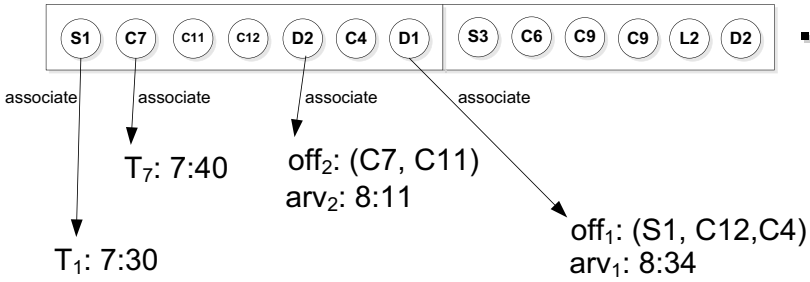 S1 C7 C11 C12 D2 C4 D1 S3 C6 C9 C9 L2 D2
associate associate associate associate
T₇: 7:40
off₂: (C7, C11)
arv₂: 8:11
T₁: 7:30
off₁: (S1, C12,C4)
arv₁: 8:34